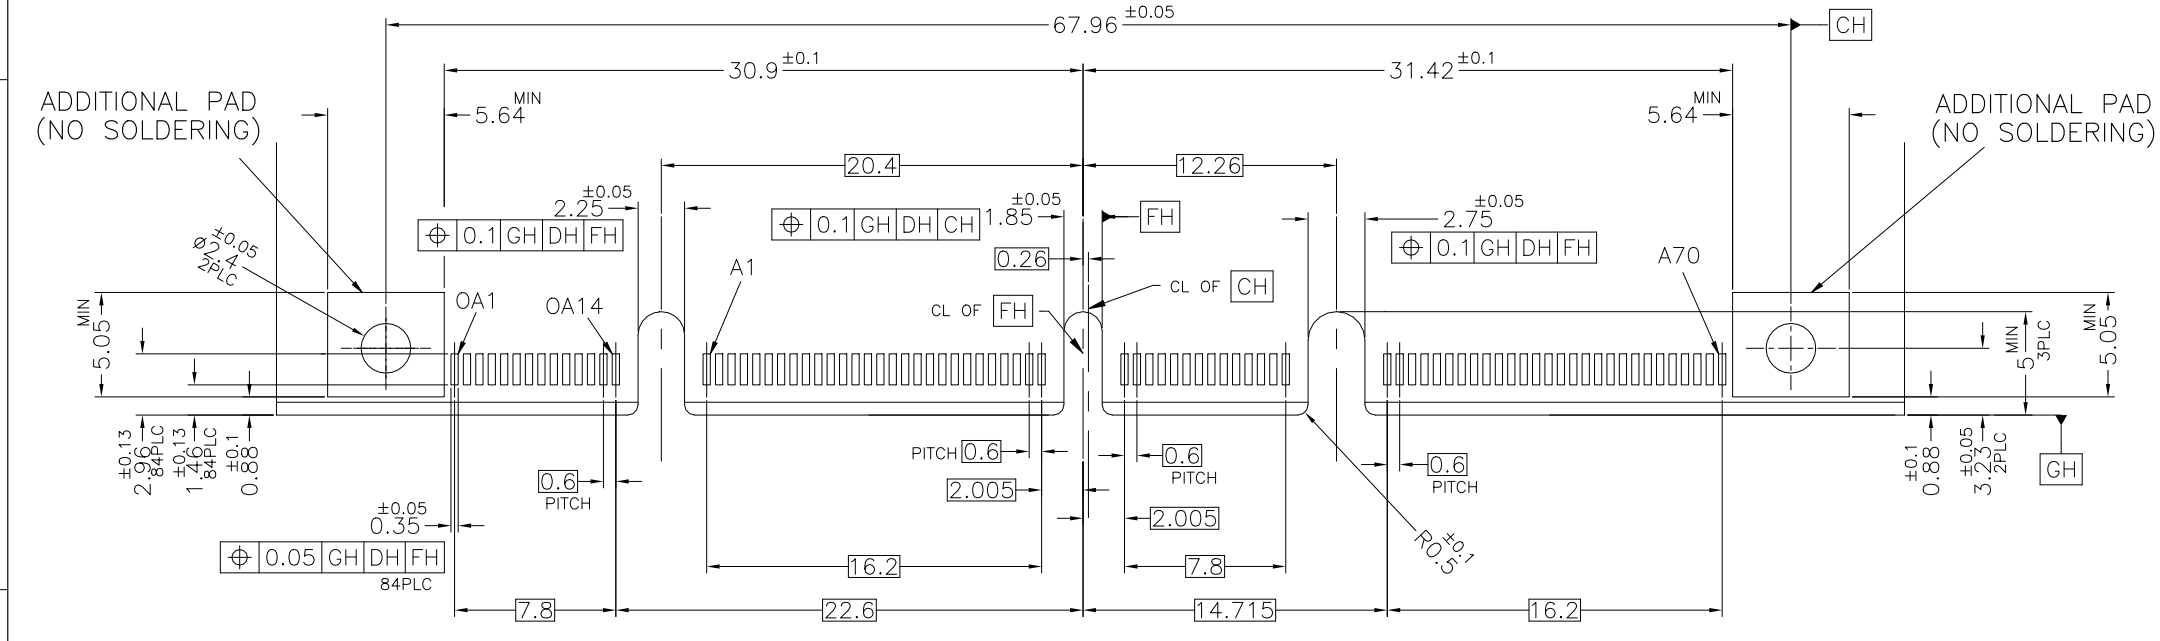 67.96 ±0.05
CH
30.9 ±0.1
31.42 ±0.1
ADDITIONAL PAD
(NO SOLDERING)
5.64 MIN
5.64 MIN
ADDITIONAL PAD
(NO SOLDERING)
20.4
12.26
2.25 ±0.05
⌖ 0.1 GH DH FH
⌖ 0.1 GH DH CH
1.85 ±0.05
FH
2.75 ±0.05
⌖ 0.1 GH DH FH
⌀2.4 ±0.05
2PLC
0.26
A1
A70
CL OF CH
CL OF FH
OA1
OA14
5.05 MIN
5 MIN
3PLC
5.05 MIN
2.96 ±0.13
84PLC
1.46 ±0.13
84PLC
0.88 ±0.1
PITCH 0.6
0.6
PITCH
0.6
PITCH
0.6
PITCH
0.88 ±0.1
3.23 ±0.05
2PLC
GH
2.005
2.005
0.35 ±0.05
⌖ 0.05 GH DH FH
84PLC
R0.5 ±0.1
16.2
7.8
7.8
22.6
14.715
16.2